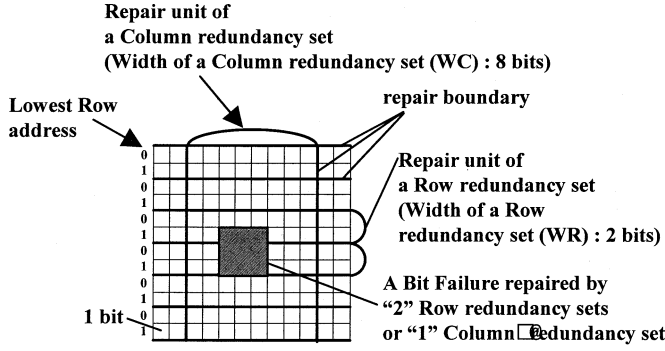 Repair unit of
a Column redundancy set
(Width of a Column redundancy set (WC) : 8 bits)
Lowest Row
address
repair boundary
Repair unit of
a Row redundancy set
(Width of a Row
redundancy set (WR) : 2 bits)
0
1
0
1
0
1
0
1
0
1
0
1
A Bit Failure repaired by
“2” Row redundancy sets
or “1” Column □@edundancy set
1 bit